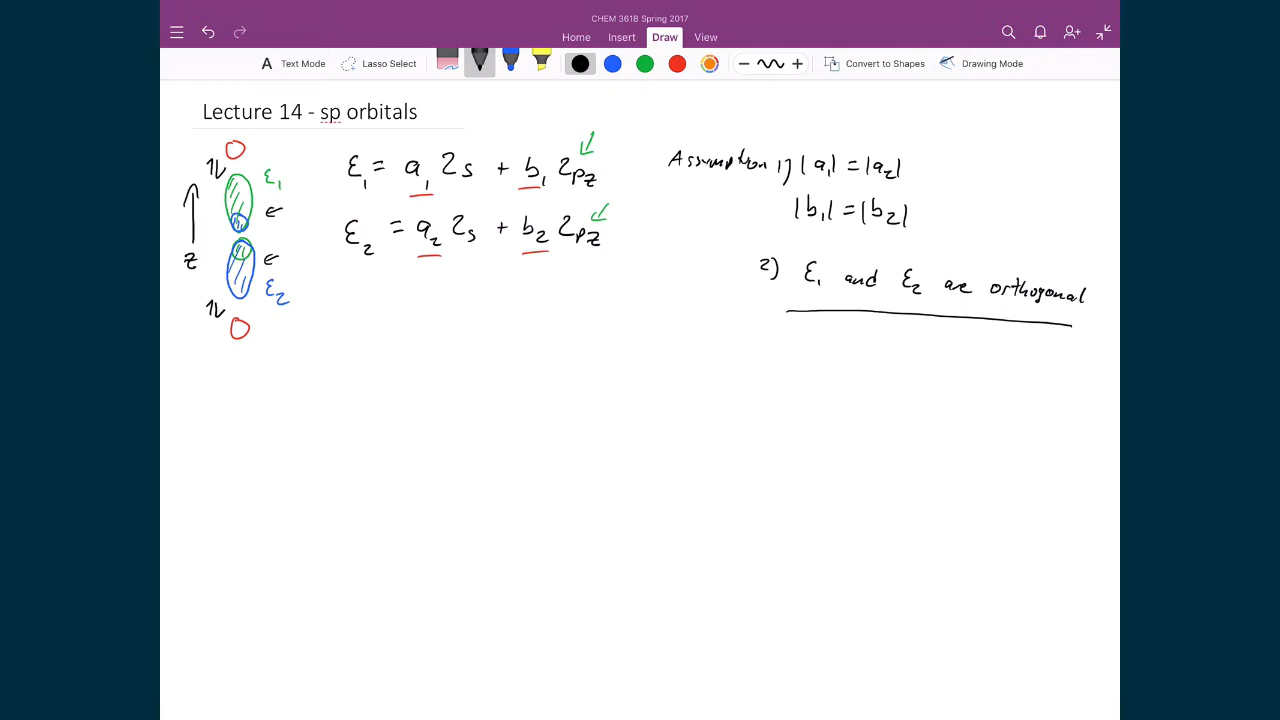 CHEM 361B Spring 2017
Home Insert Draw View
A Text Mode Lasso Select Convert to Shapes Drawing Mode
Lecture 14 - sp orbitals
ε₁ = a₁ 2s + b₁ 2pz
ε₂ = a₂ 2s + b₂ 2pz
ε₁
z
ε₂
Assumption 1) |a₁| = |a₂|
|b₁| = |b₂|
2) ε₁ and ε₂ are orthogonal